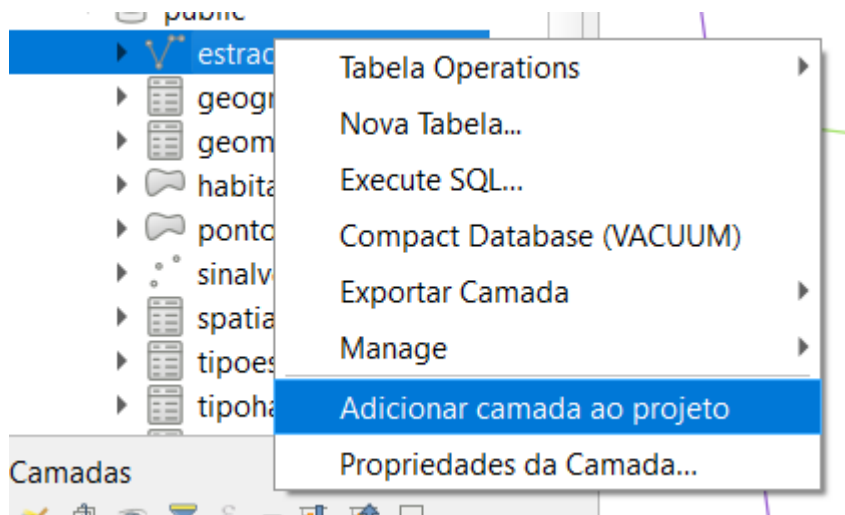 public
estrad
Tabela Operations
geogr
Nova Tabela...
geom
habita
Execute SQL...
ponto
Compact Database (VACUUM)
sinalv
Exportar Camada
spatia
tipoes
Manage
tipoha
Adicionar camada ao projeto
Camadas
Propriedades da Camada...